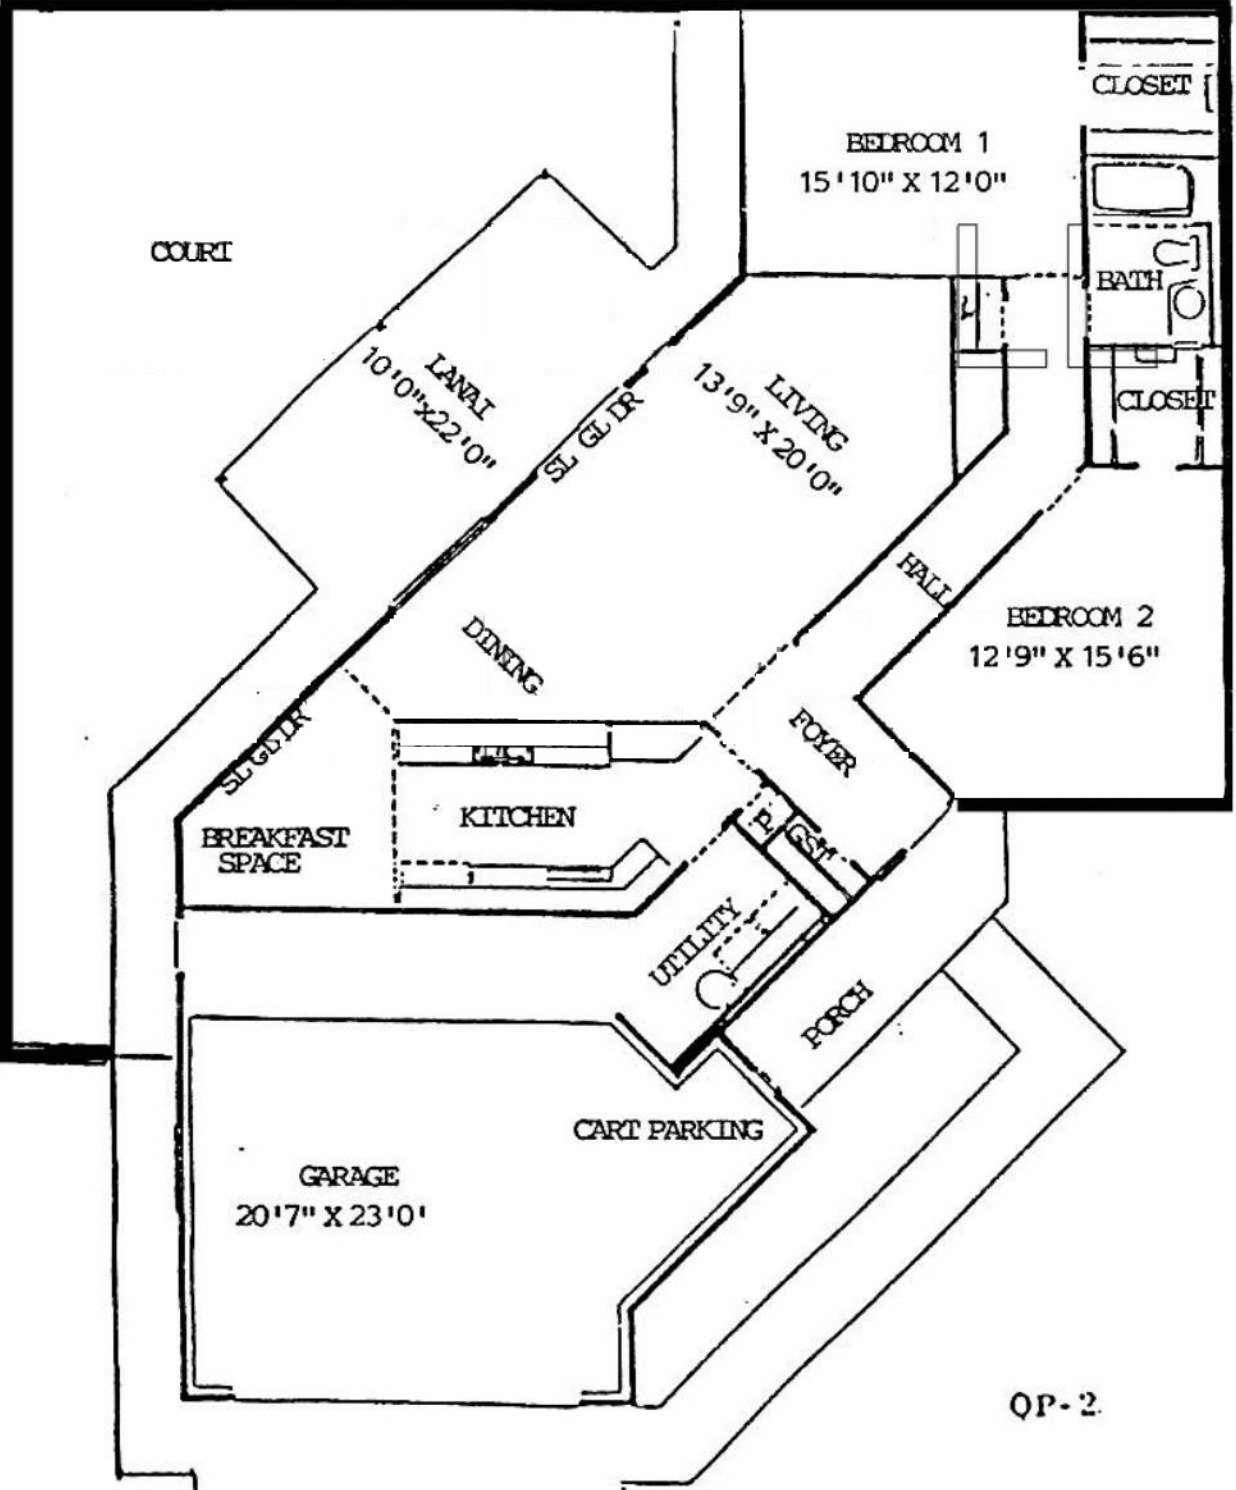 CLOSET
BEDROOM 1
15'10" X 12'0"
COURT
BATH
LANAI
10'0"x22'0"
SL GL DR
LIVING
13'9" X 20'0"
L
CLOSET
HALL
DINING
BEDROOM 2
12'9" X 15'6"
SL GL DR
FOYER
KITCHEN
BREAKFAST
SPACE
P
GST
UTILITY
PORCH
CART PARKING
GARAGE
20'7" X 23'0'
QP-2